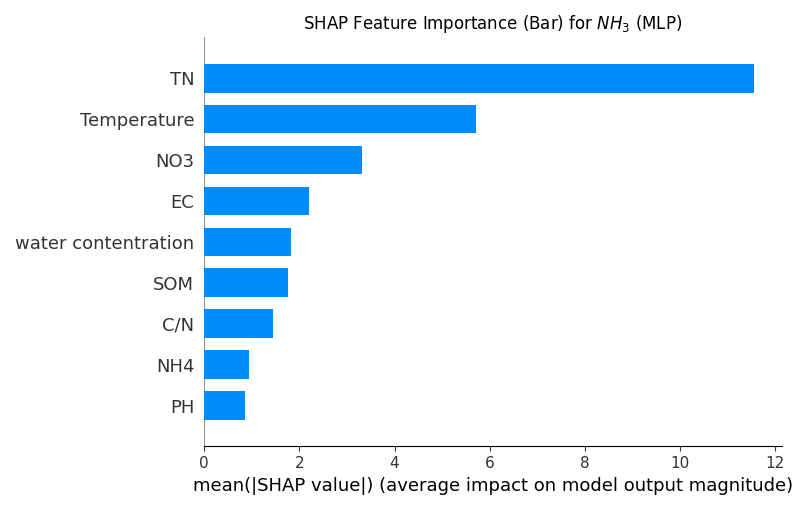 SHAP Feature Importance (Bar) for $NH_3$ (MLP)
TN
Temperature
NO3
EC
water contentration
SOM
C/N
NH4
PH
0 2 4 6 8 10 12
mean(|SHAP value|) (average impact on model output magnitude)